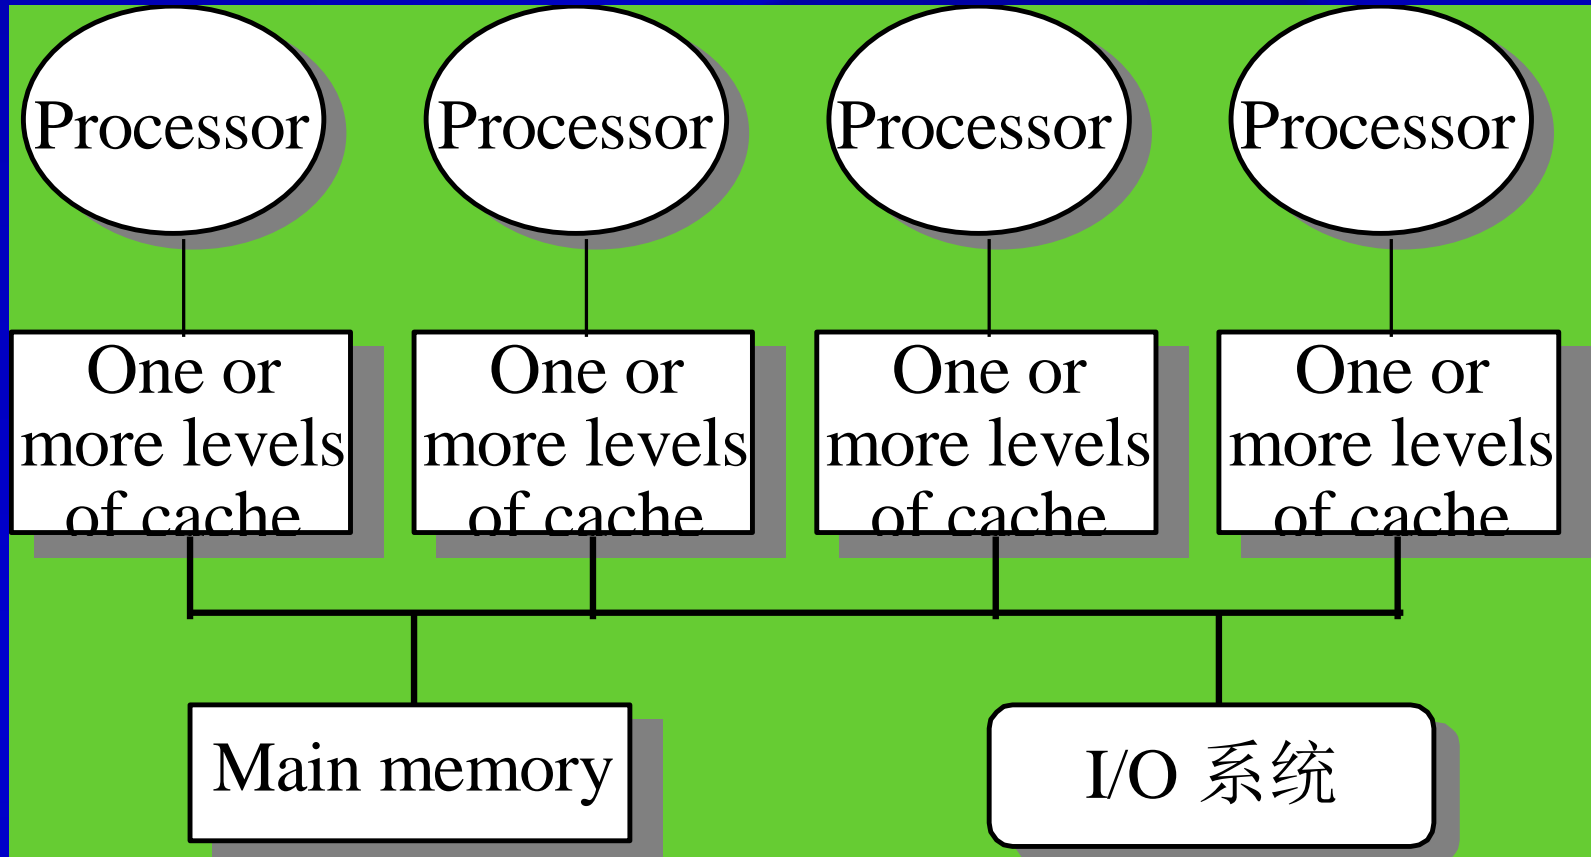 Processor
Processor
Processor
Processor
One or
more levels
of cache
One or
more levels
of cache
One or
more levels
of cache
One or
more levels
of cache
Main memory
I/O 系统